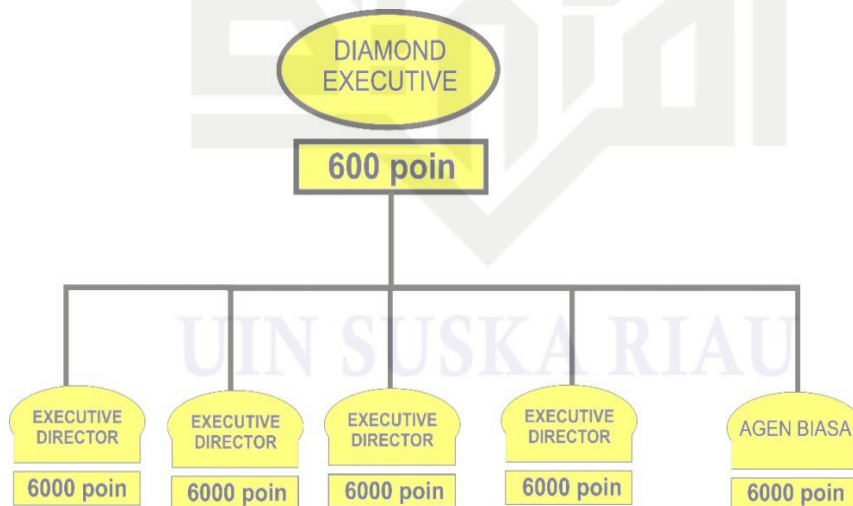 DIAMOND
EXECUTIVE
600 poin
UIN SUSKA RIAU
EXECUTIVE
DIRECTOR
6000 poin
EXECUTIVE
DIRECTOR
6000 poin
EXECUTIVE
DIRECTOR
6000 poin
EXECUTIVE
DIRECTOR
6000 poin
AGEN BIASA
6000 poin